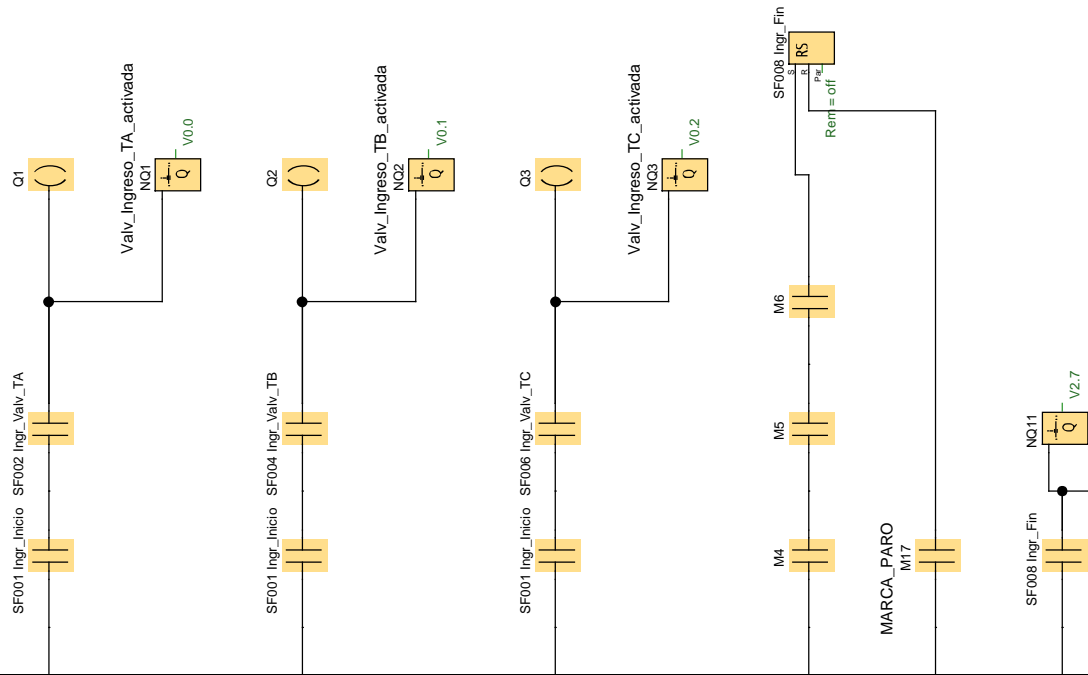 Q1
Valv_Ingreso_TA_activada
NQ1
Q
V0.0
SF002 Ingr_Valv_TA
SF001 Ingr_Inicio
Q2
Valv_Ingreso_TB_activada
NQ2
Q
V0.1
SF004 Ingr_Valv_TB
SF001 Ingr_Inicio
Q3
Valv_Ingreso_TC_activada
NQ3
Q
V0.2
SF006 Ingr_Valv_TC
SF001 Ingr_Inicio
SF008 Ingr_Fin
RS
S
R
Par
Rem = off
M6
M5
M4
MARCA_PARO
M17
NQ11
Q
V2.7
SF008 Ingr_Fin